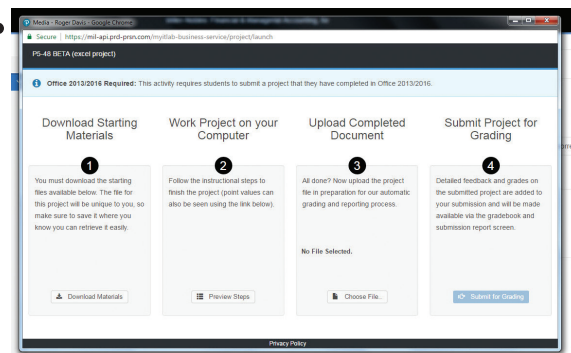 Media - Roger Davis - Google Chrome
Secure | https://mil-api.prd-prsn.com/myitlab-business-service/project/launch
P5-48 BETA (excel project)
Office 2013/2016 Required: This activity requires students to submit a project that they have completed in Office 2013/2016.
Download Starting
Materials
1
You must download the starting
files available below. The file for
this project will be unique to you, so
make sure to save it where you
know you can retrieve it easily.
Download Materials
Work Project on your
Computer
2
Follow the instructional steps to
finish the project (point values can
also be seen using the link below).
Preview Steps
Upload Completed
Document
3
All done? Now upload the project
file in preparation for our automatic
grading and reporting process.
No File Selected.
Choose File..
Submit Project for
Grading
4
Detailed feedback and grades on
the submitted project are added to
your submission and will be made
available via the gradebook and
submission report screen.
Submit for Grading
Privacy Policy